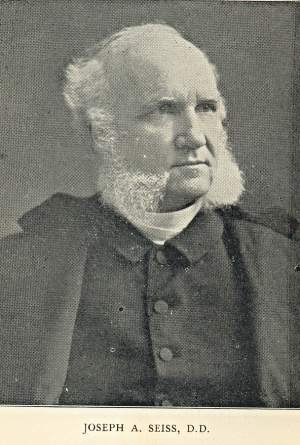 JOSEPH A. SEISS, D.D.